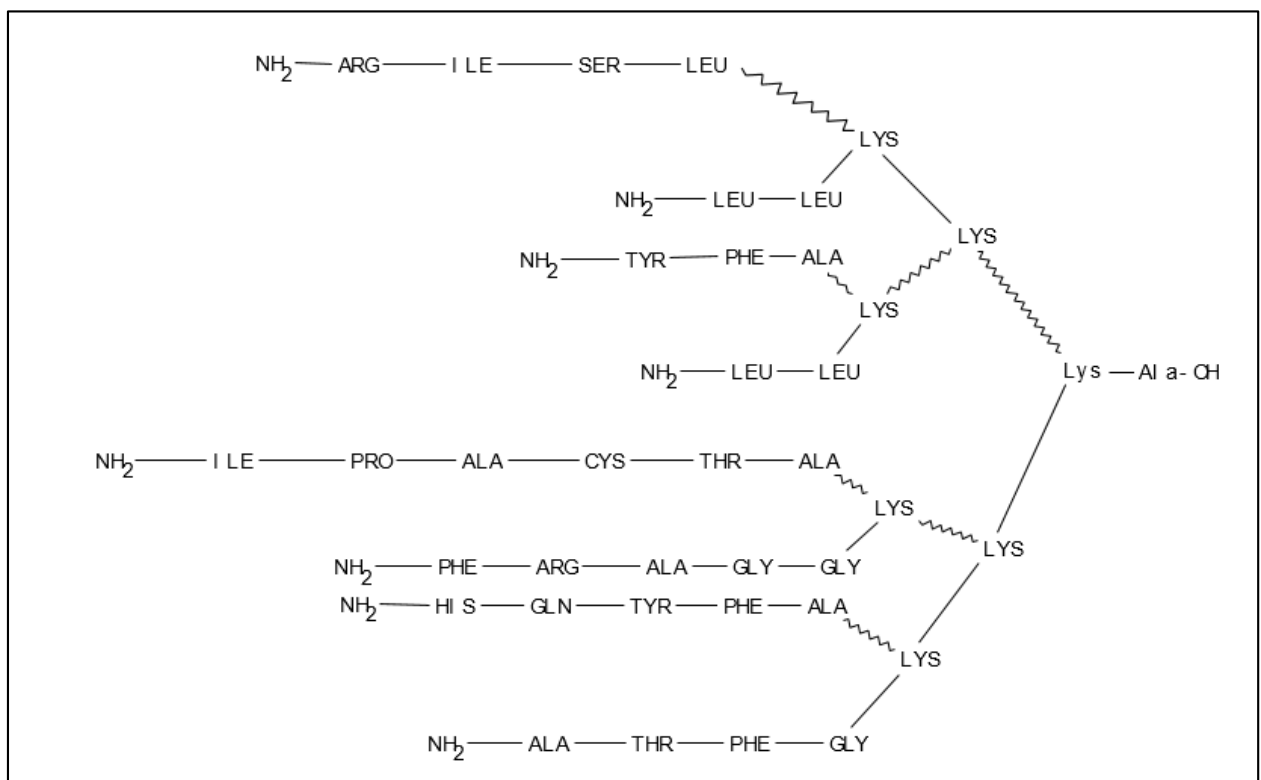 NH2 ARG ILE SER LEU
LYS
NH2 LEU LEU
LYS
NH2 TYR PHE ALA
LYS
NH2 LEU LEU
Lys Ala-OH
NH2 ILE PRO ALA CYS THR ALA
LYS
LYS
NH2 PHE ARG ALA GLY GLY
NH2 HIS GLN TYR PHE ALA
LYS
NH2 ALA THR PHE GLY